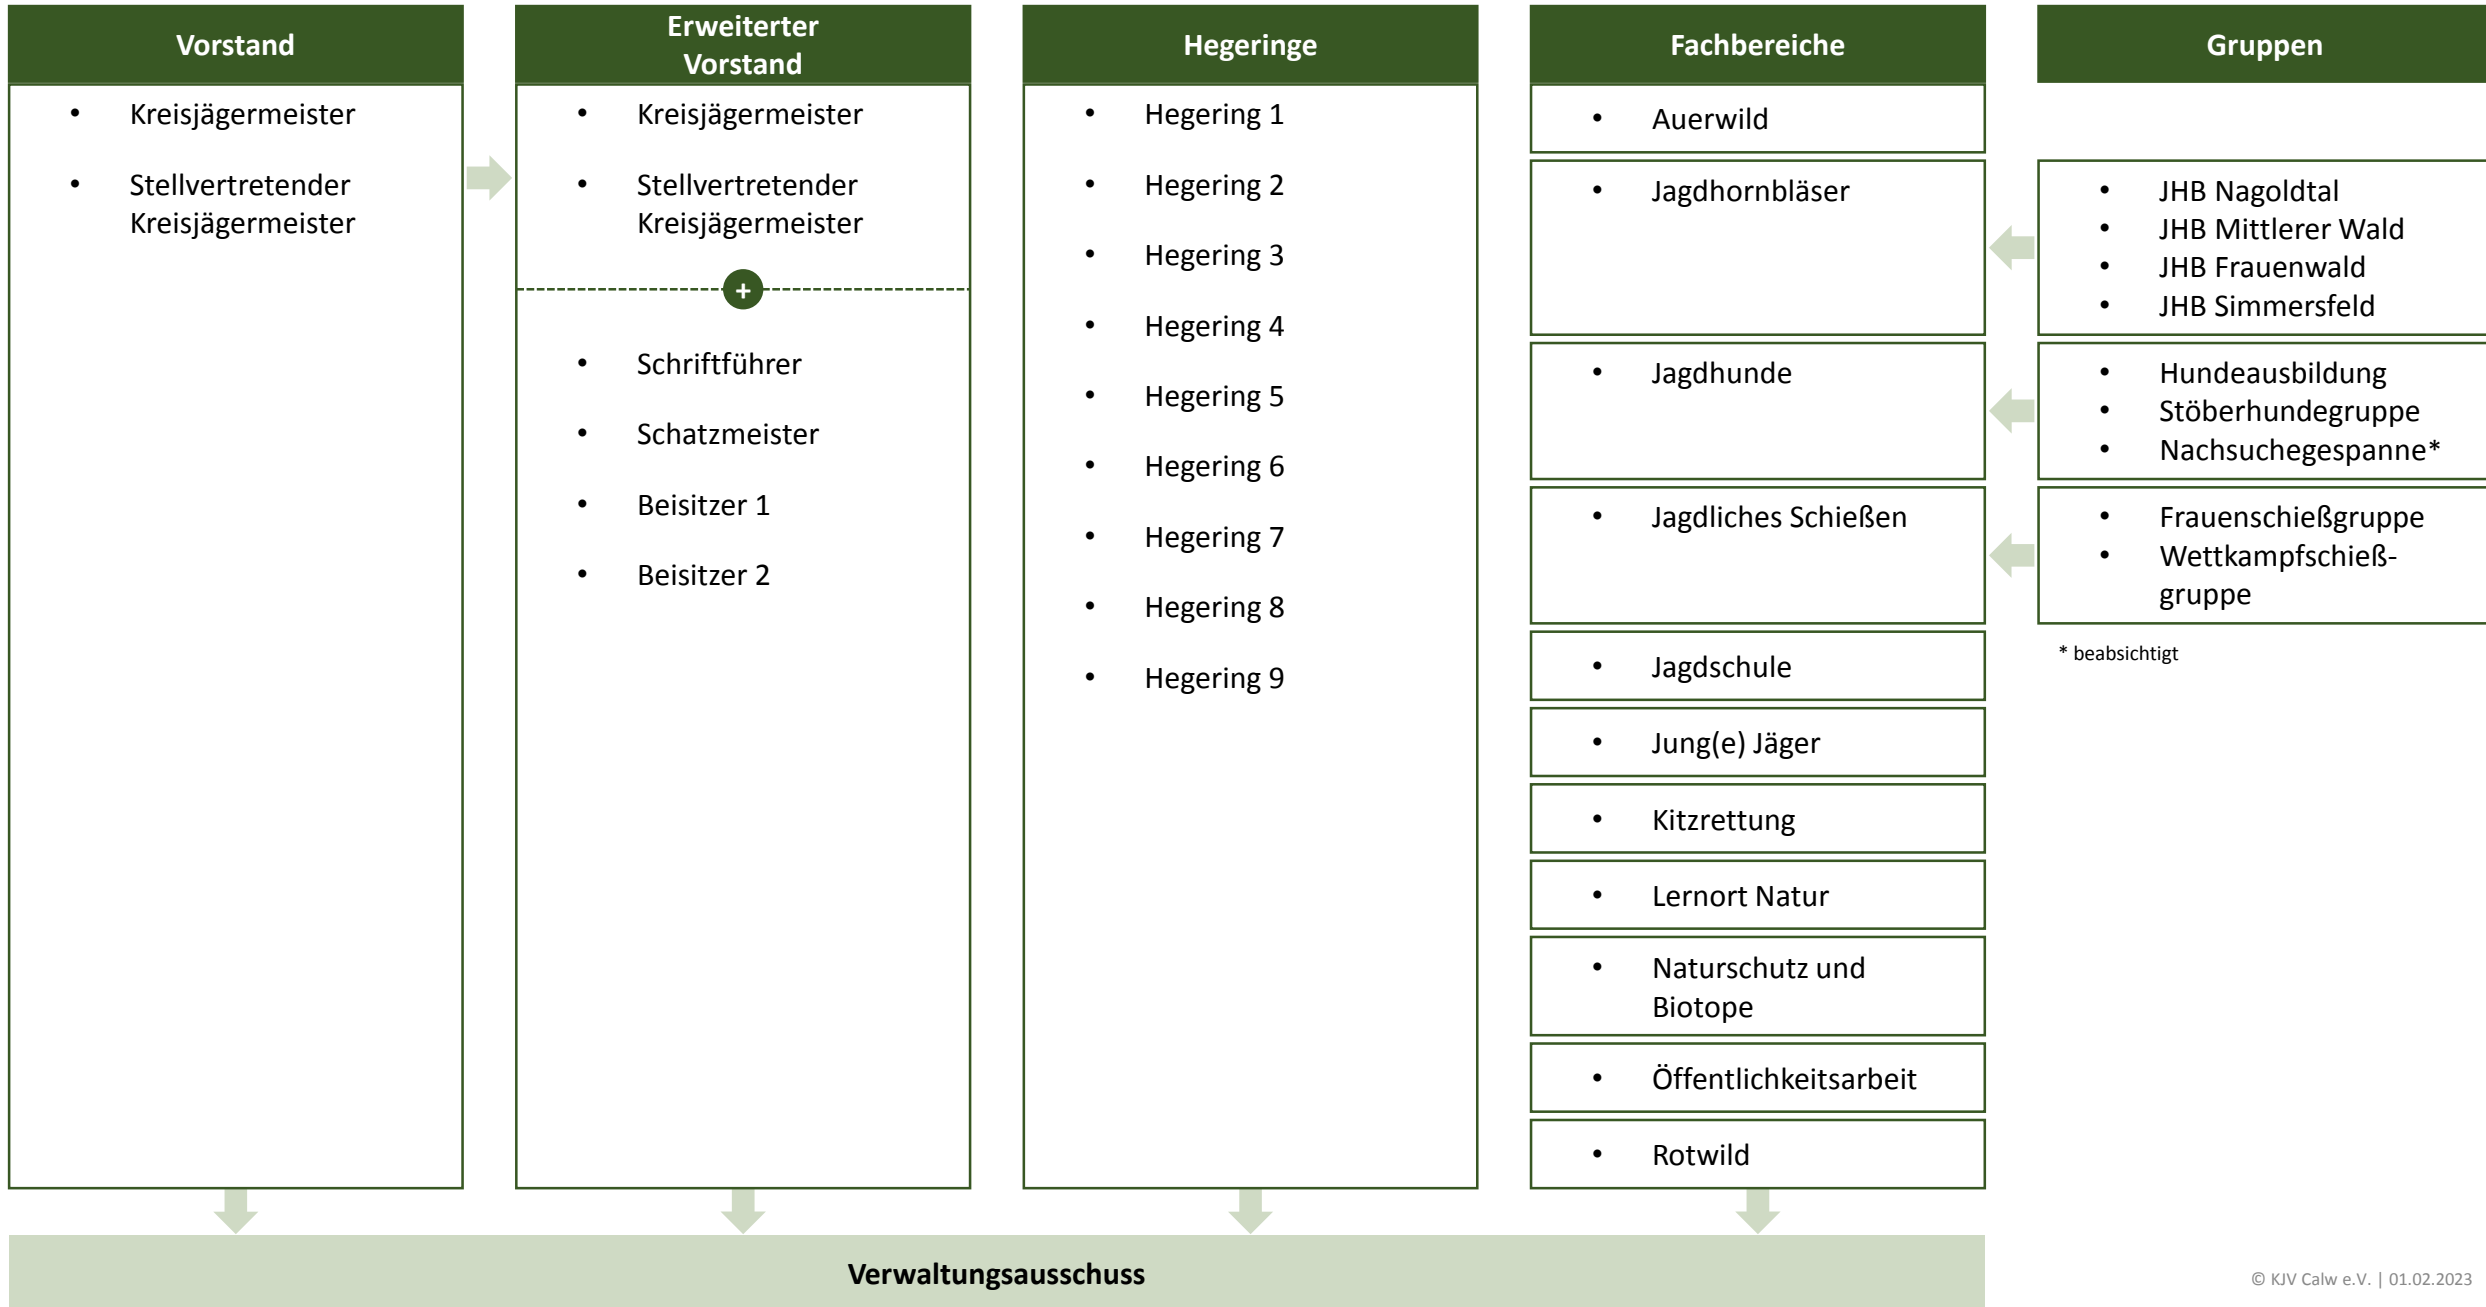 Vorstand
• Kreisjägermeister
• Stellvertretender
Kreisjägermeister
Erweiterter
Vorstand
• Kreisjägermeister
• Stellvertretender
Kreisjägermeister
+
• Schriftführer
• Schatzmeister
• Beisitzer 1
• Beisitzer 2
Hegeringe
• Hegering 1
• Hegering 2
• Hegering 3
• Hegering 4
• Hegering 5
• Hegering 6
• Hegering 7
• Hegering 8
• Hegering 9
Fachbereiche
• Auerwild
• Jagdhornbläser
• Jagdhunde
• Jagdliches Schießen
• Jagdschule
• Jung(e) Jäger
• Kitzrettung
• Lernort Natur
• Naturschutz und
Biotope
• Öffentlichkeitsarbeit
• Rotwild
Gruppen
• JHB Nagoldtal
• JHB Mittlerer Wald
• JHB Frauenwald
• JHB Simmersfeld
• Hundeausbildung
• Stöberhundegruppe
• Nachsuchegespanne*
• Frauenschießgruppe
• Wettkampfschieß-
gruppe
* beabsichtigt
Verwaltungsausschuss
© KJV Calw e.V. | 01.02.2023